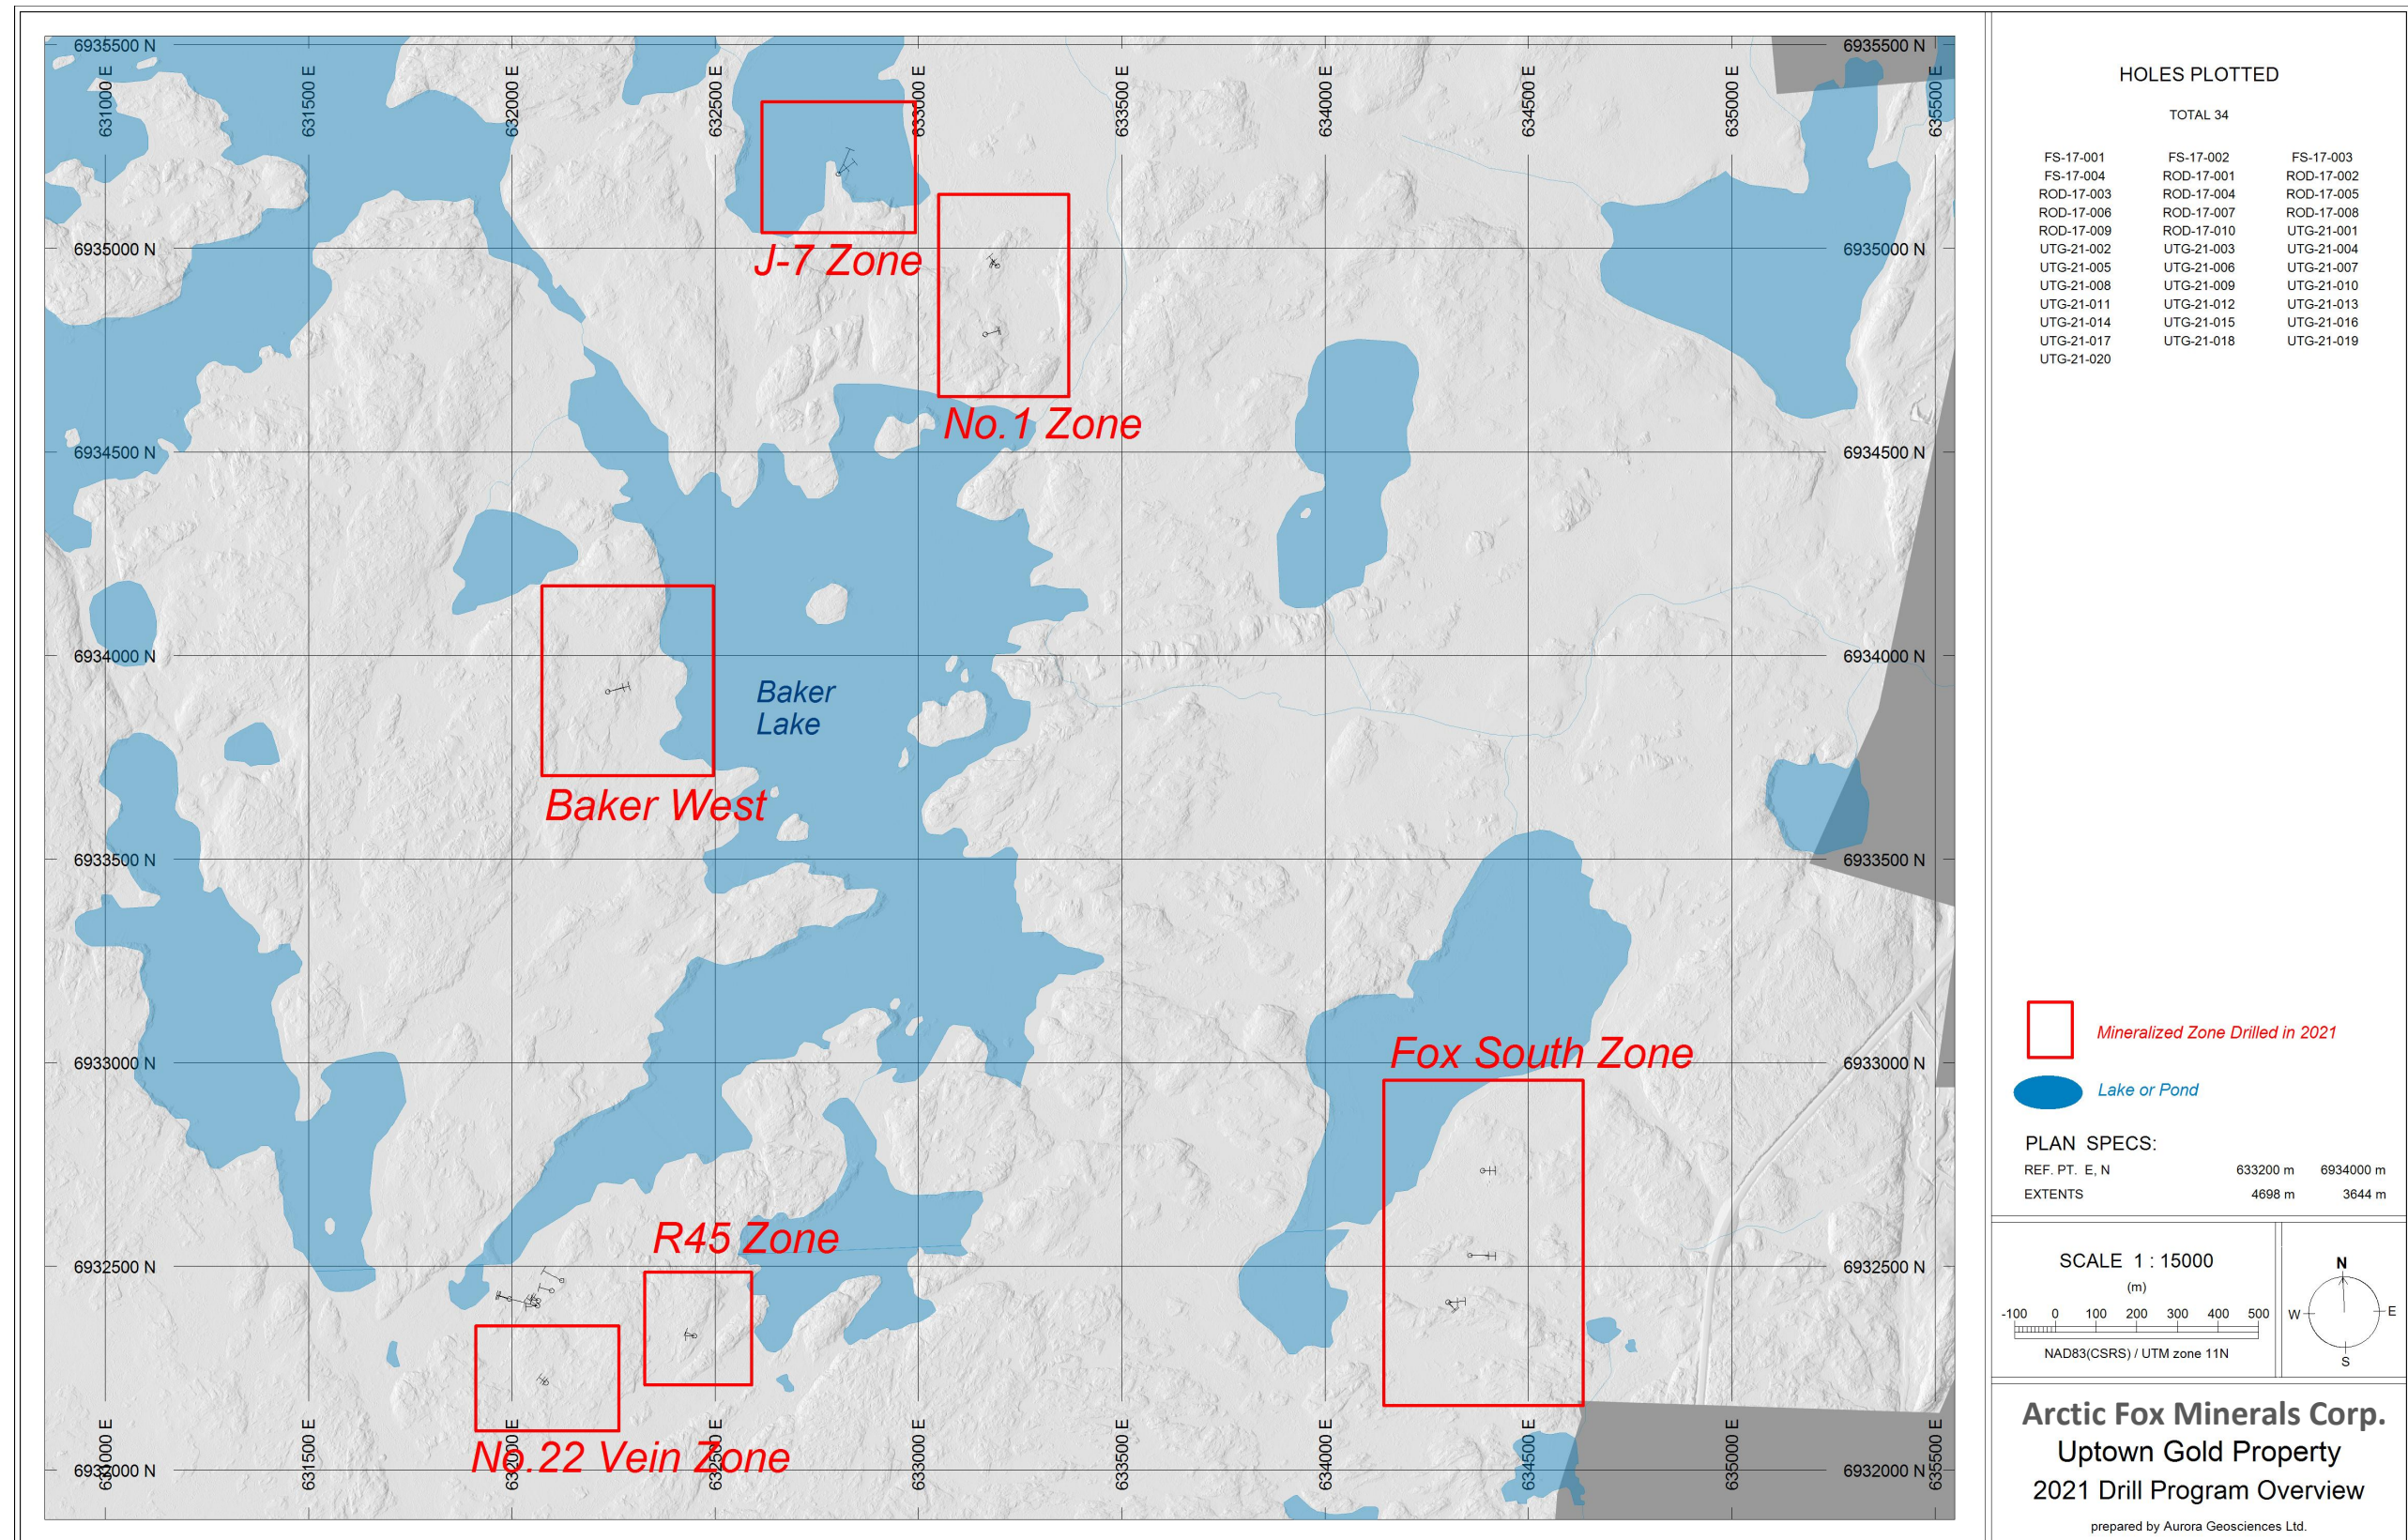 6935500 N
6935500 N
631000 E
631500 E
632000 E
632500 E
633000 E
633500 E
634000 E
634500 E
635000 E
635500 E
6935000 N
6935000 N
J-7 Zone
No.1 Zone
6934500 N
6934500 N
6934000 N
6934000 N
Baker
Lake
Baker West
6933500 N
6933500 N
Fox South Zone
6933000 N
6933000 N
R45 Zone
6932500 N
6932500 N
No.22 Vein Zone
6932000 N
6932000 N
631000 E
631500 E
632000 E
632500 E
633000 E
633500 E
634000 E
634500 E
635000 E
635500 E
HOLES PLOTTED
TOTAL 34
FS-17-001 FS-17-002 FS-17-003
FS-17-004 ROD-17-001 ROD-17-002
ROD-17-003 ROD-17-004 ROD-17-005
ROD-17-006 ROD-17-007 ROD-17-008
ROD-17-009 ROD-17-010 UTG-21-001
UTG-21-002 UTG-21-003 UTG-21-004
UTG-21-005 UTG-21-006 UTG-21-007
UTG-21-008 UTG-21-009 UTG-21-010
UTG-21-011 UTG-21-012 UTG-21-013
UTG-21-014 UTG-21-015 UTG-21-016
UTG-21-017 UTG-21-018 UTG-21-019
UTG-21-020
Mineralized Zone Drilled in 2021
Lake or Pond
PLAN SPECS:
REF. PT. E, N 633200 m 6934000 m
EXTENTS 4698 m 3644 m
SCALE 1 : 15000
(m)
-100 0 100 200 300 400 500
NAD83(CSRS) / UTM zone 11N
N
W E
S
Arctic Fox Minerals Corp.
Uptown Gold Property
2021 Drill Program Overview
prepared by Aurora Geosciences Ltd.